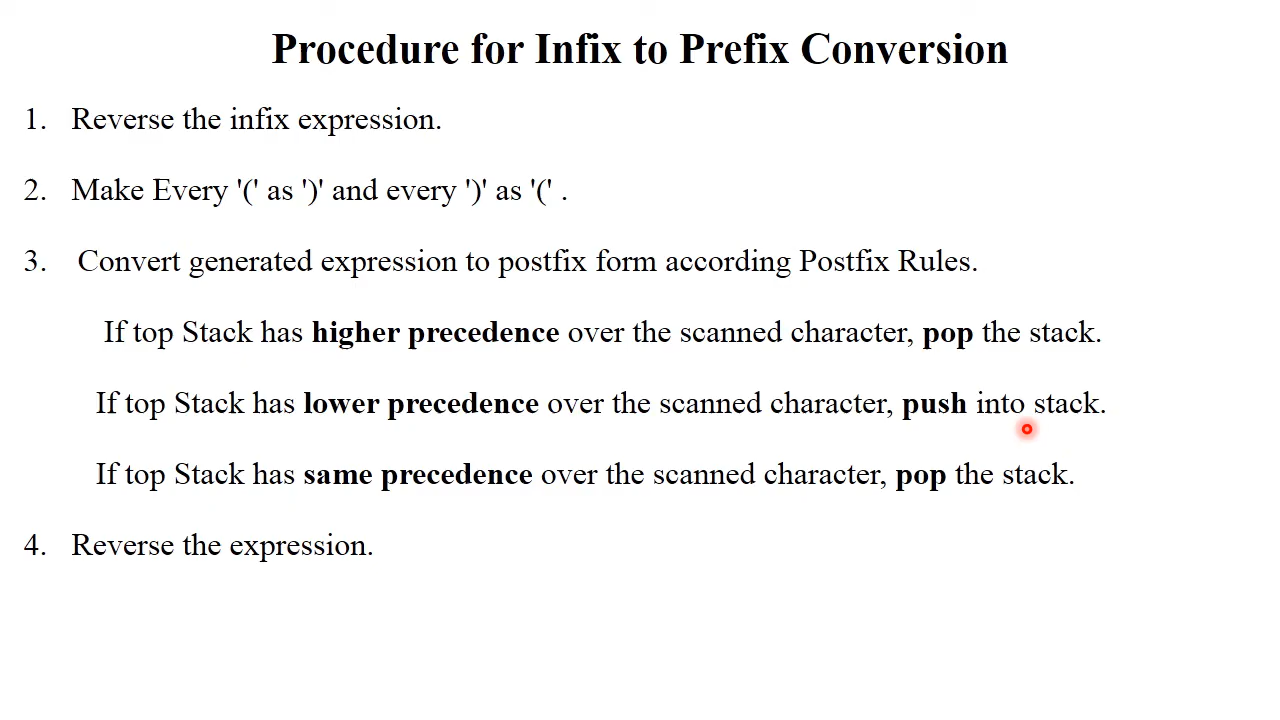 Procedure for Infix to Prefix Conversion
1. Reverse the infix expression.
2. Make Every '(' as ')' and every ')' as '(' .
3. Convert generated expression to postfix form according Postfix Rules.
If top Stack has higher precedence over the scanned character, pop the stack.
If top Stack has lower precedence over the scanned character, push into stack.
If top Stack has same precedence over the scanned character, pop the stack.
4. Reverse the expression.